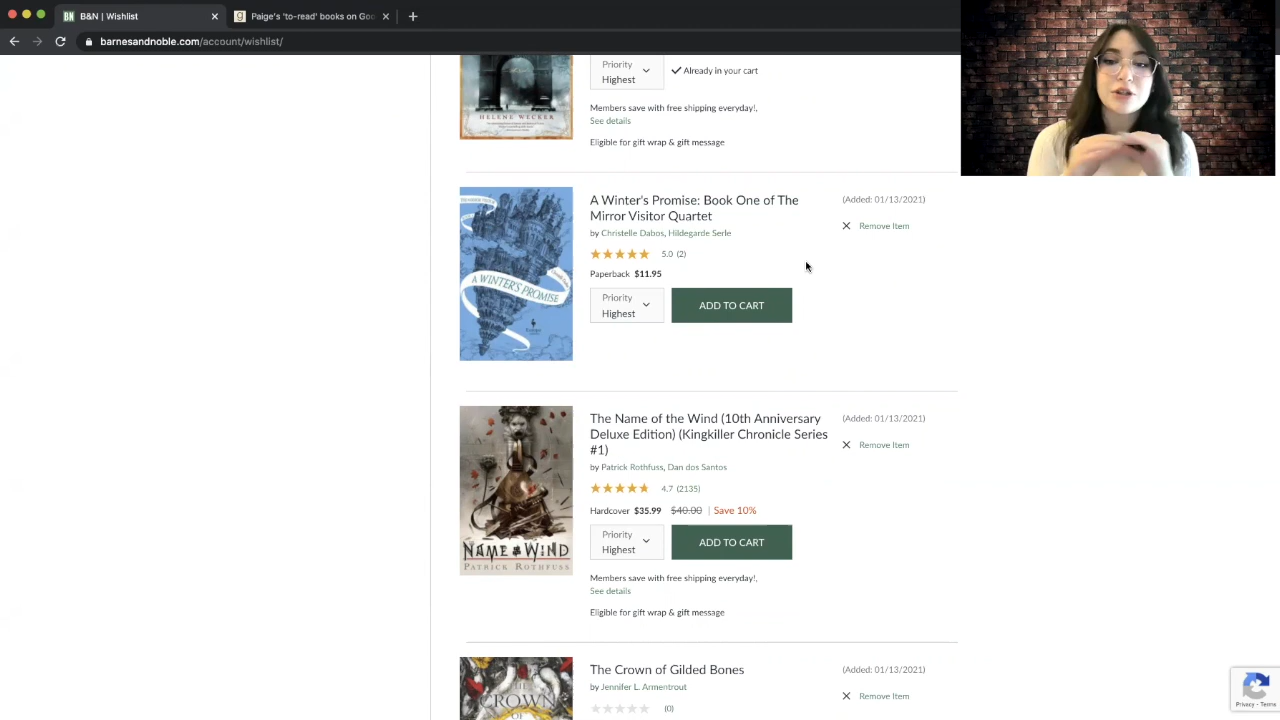 B&N | Wishlist
Paige's 'to-read' books on Goo
barnesandnoble.com/account/wishlist/
HELENE WECKER
Priority
Highest
Already in your cart
Members save with free shipping everyday!,
See details
Eligible for gift wrap & gift message
A WINTER'S PROMISE
A Winter's Promise: Book One of The
Mirror Visitor Quartet
by Christelle Dabos, Hildegarde Serle
5.0 (2)
Paperback $11.95
Priority
Highest
ADD TO CART
(Added: 01/13/2021)
Remove Item
NAME OF THE WIND
PATRICK ROTHFUSS
The Name of the Wind (10th Anniversary
Deluxe Edition) (Kingkiller Chronicle Series
#1)
by Patrick Rothfuss, Dan dos Santos
4.7 (2135)
Hardcover $35.99 $40.00 | Save 10%
Priority
Highest
ADD TO CART
Members save with free shipping everyday!,
See details
Eligible for gift wrap & gift message
(Added: 01/13/2021)
Remove Item
THE
CROWN
OF
The Crown of Gilded Bones
by Jennifer L. Armentrout
(0)
(Added: 01/13/2021)
Remove Item
Privacy - Terms